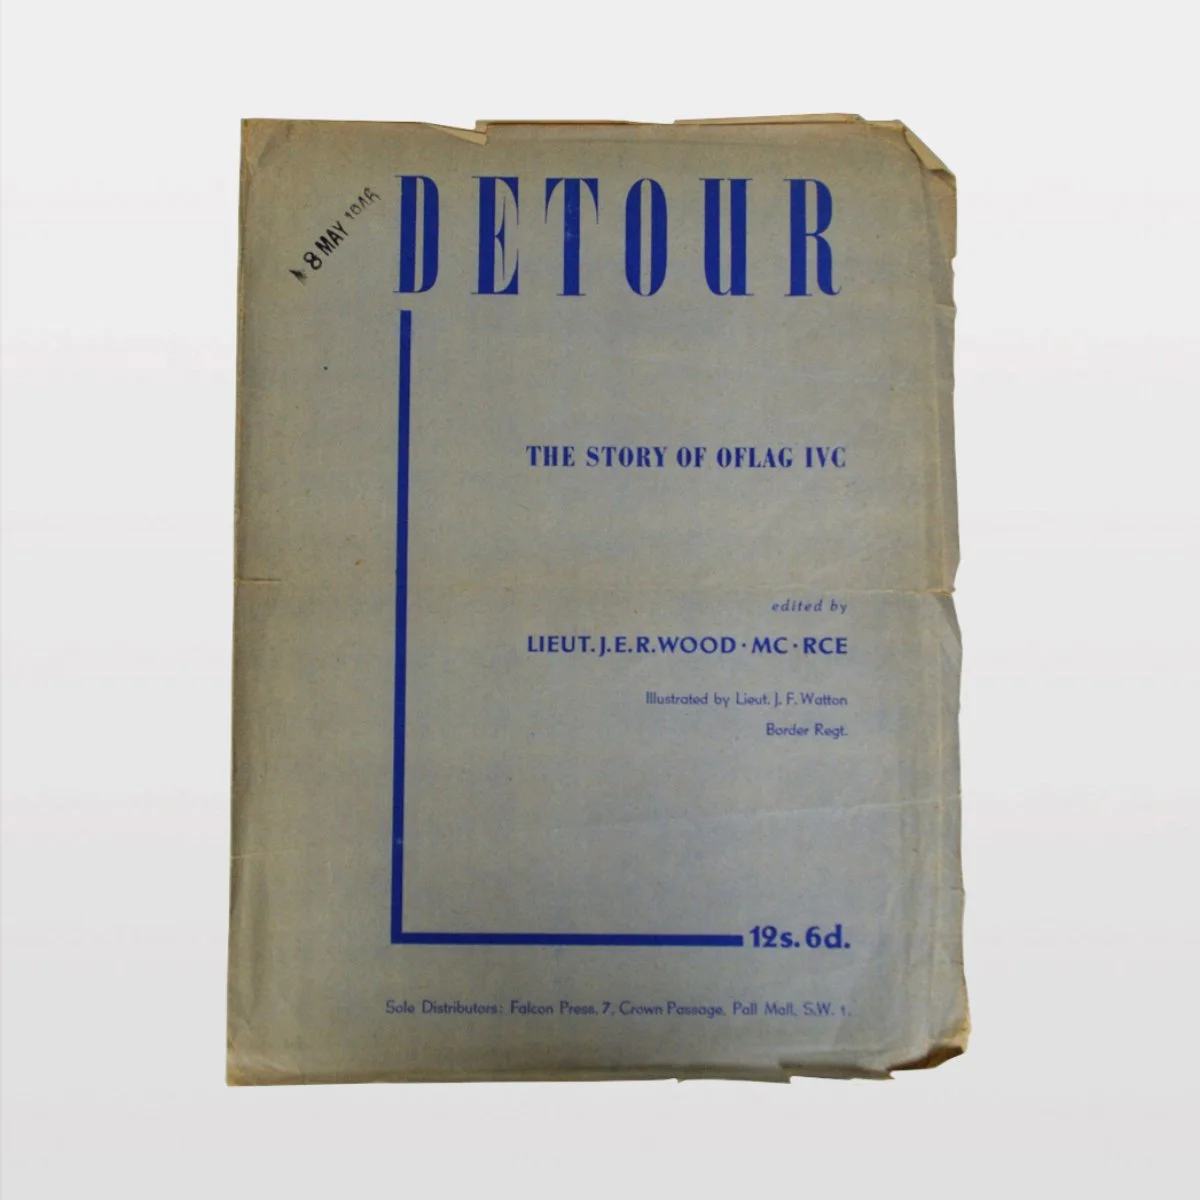 DETOUR
8 MAY 1946
THE STORY OF OFLAG IVC
edited by
LIEUT. J. E. R. WOOD · MC · RCE
Illustrated by Lieut. J. F. Watton
Border Regt.
12s. 6d.
Sole Distributors: Falcon Press, 7, Crown Passage, Pall Mall, S.W. 1.